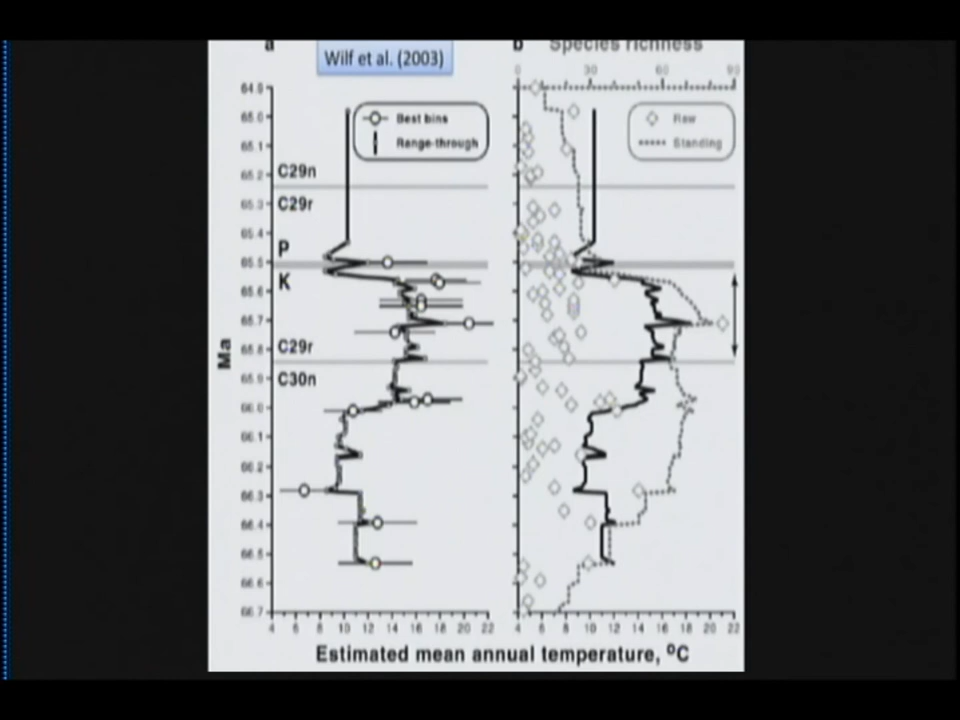 a
Wilf et al. (2003)
b
Species richness
0 30 60 90
64.9
65.0
65.1
65.2
65.3
65.4
65.5
65.6
65.7
65.8
65.9
66.0
66.1
66.2
66.3
66.4
66.5
66.6
66.7
Ma
Best bins
Range-through
C29n
C29r
P
K
C29r
C30n
Raw
Standing
4 6 8 10 12 14 16 18 20 22
4 6 8 10 12 14 16 18 20 22
Estimated mean annual temperature, ⁰C